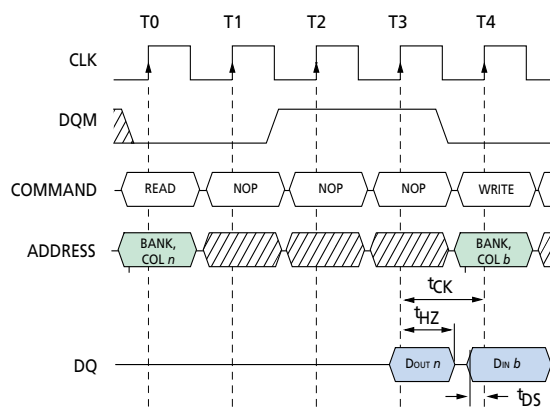 T0 T1 T2 T3 T4
CLK
DQM
COMMAND READ NOP NOP NOP WRITE
ADDRESS BANK, COL n BANK, COL b
tCK
tHZ
DQ DOUT n DIN b
tDS